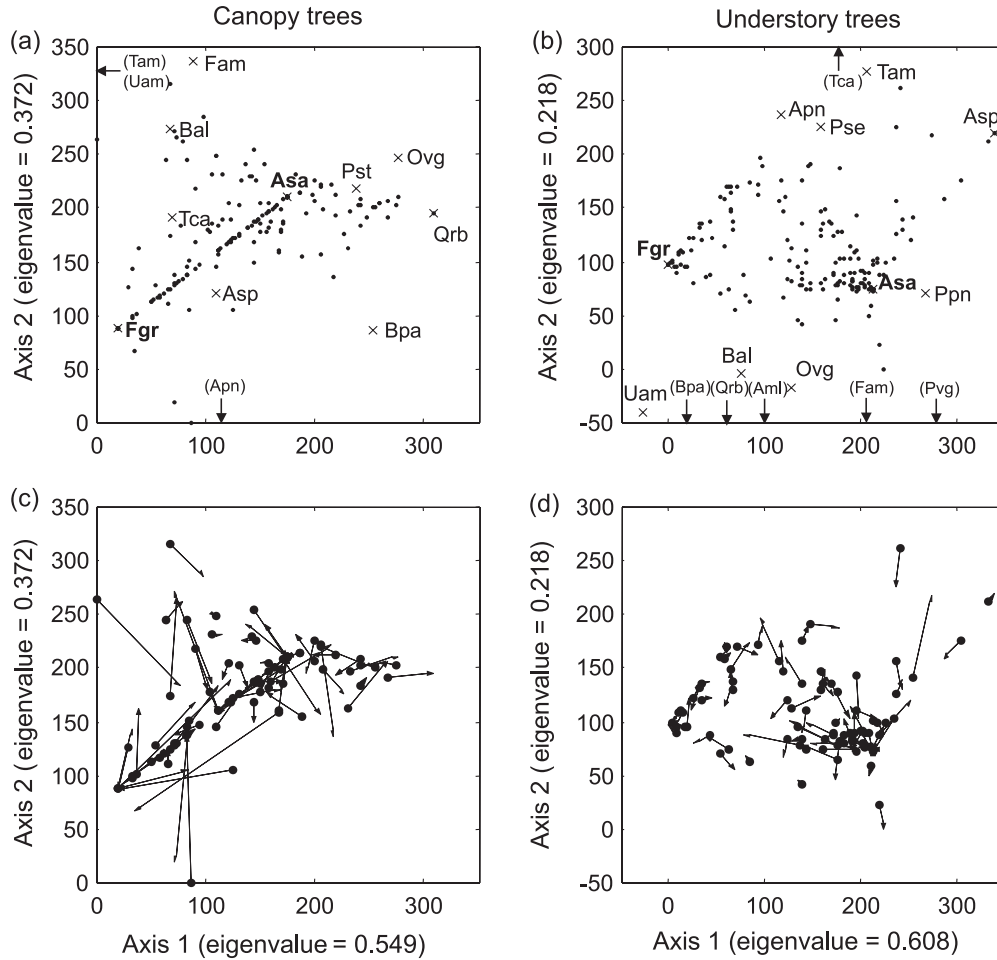 Canopy trees
Understory trees
(a)
350
300
250
200
150
100
50
0
Axis 2 (eigenvalue = 0.372)
(Tam)
(Uam)
Fam
Bal
Ovg
Pst
Asa
Tca
Qrb
Asp
Fgr
Bpa
(Apn)
0
100
200
300
(b)
300
250
200
150
100
50
0
-50
Axis 2 (eigenvalue = 0.218)
(Tca)
Tam
Apn
Pse
Asp
Fgr
Asa
Ppn
Bal
Ovg
Uam
(Bpa)
(Qrb)
(Aml)
(Fam)
(Pvg)
0
100
200
300
(c)
350
300
250
200
150
100
50
0
Axis 2 (eigenvalue = 0.372)
0
100
200
300
Axis 1 (eigenvalue = 0.549)
(d)
300
250
200
150
100
50
0
-50
Axis 2 (eigenvalue = 0.218)
0
100
200
300
Axis 1 (eigenvalue = 0.608)